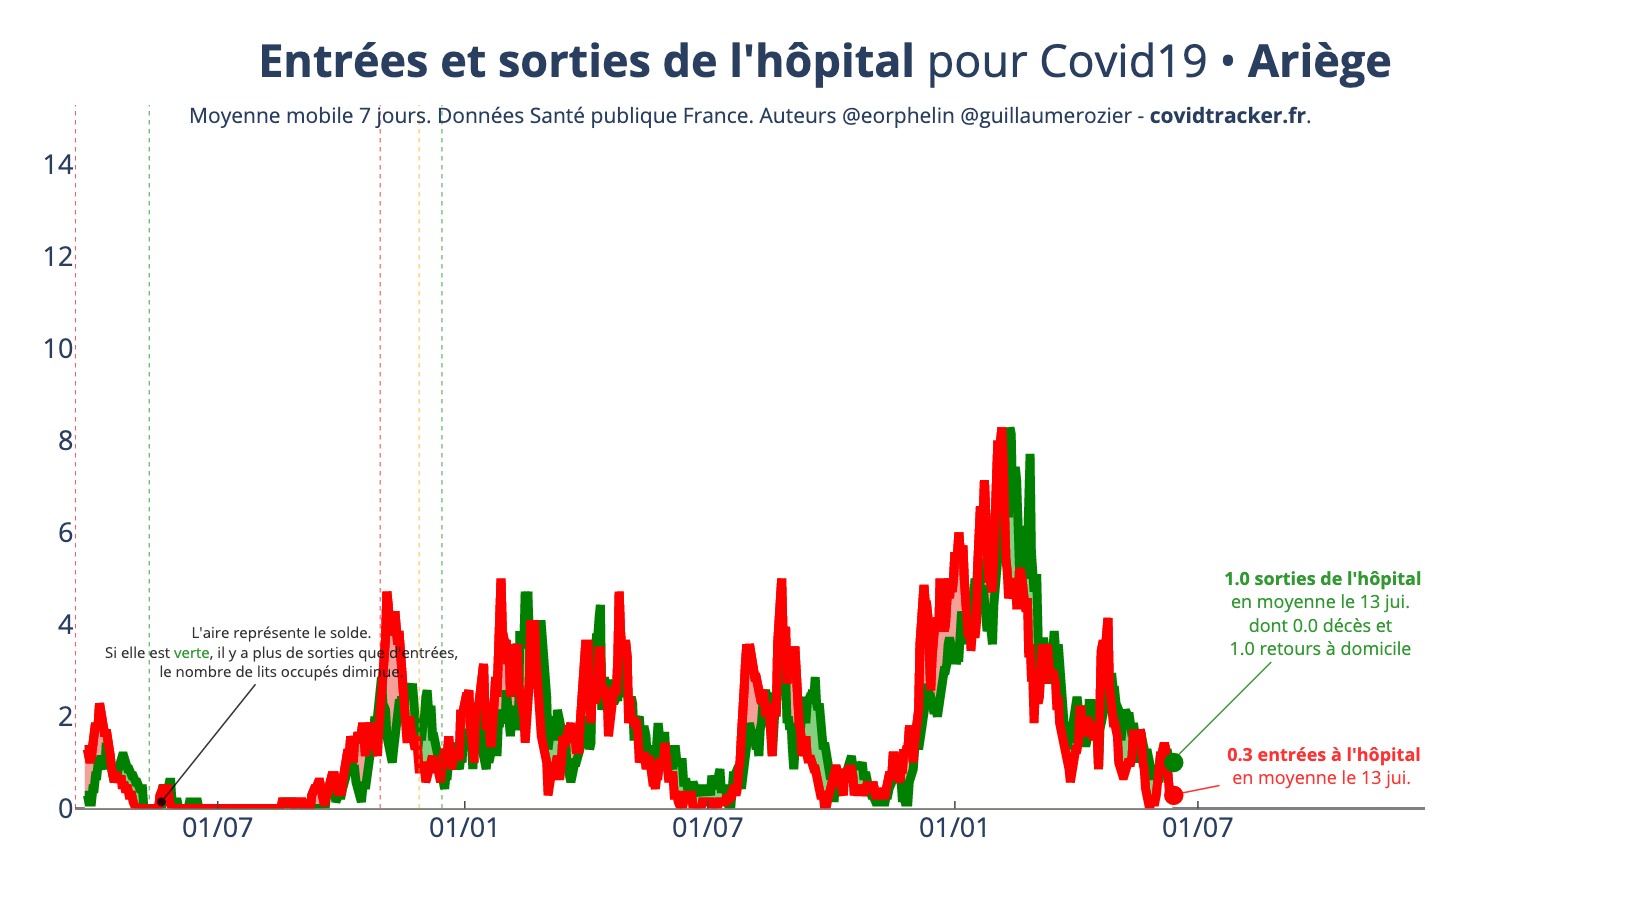 Entrées et sorties de l'hôpital pour Covid19 • Ariège
Moyenne mobile 7 jours. Données Santé publique France. Auteurs @eorphelin @guillaumerozier - covidtracker.fr.
14
12
10
8
6
4
2
0
L'aire représente le solde.
Si elle est verte, il y a plus de sorties que d'entrées,
le nombre de lits occupés diminue.
1.0 sorties de l'hôpital
en moyenne le 13 jui.
dont 0.0 décès et
1.0 retours à domicile
0.3 entrées à l'hôpital
en moyenne le 13 jui.
01/07 01/01 01/07 01/01 01/07